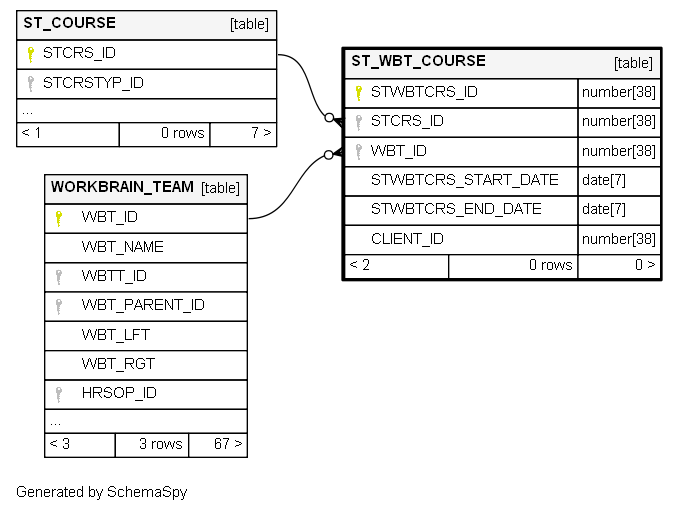 ST_COURSE [table]
STCRS_ID
STCRSTYP_ID
...
< 1 0 rows 7 >
ST_WBT_COURSE [table]
STWBTCRS_ID number[38]
STCRS_ID number[38]
WBT_ID number[38]
STWBTCRS_START_DATE date[7]
STWBTCRS_END_DATE date[7]
CLIENT_ID number[38]
< 2 0 rows 0 >
WORKBRAIN_TEAM [table]
WBT_ID
WBT_NAME
WBTT_ID
WBT_PARENT_ID
WBT_LFT
WBT_RGT
HRSOP_ID
...
< 3 3 rows 67 >
Generated by SchemaSpy